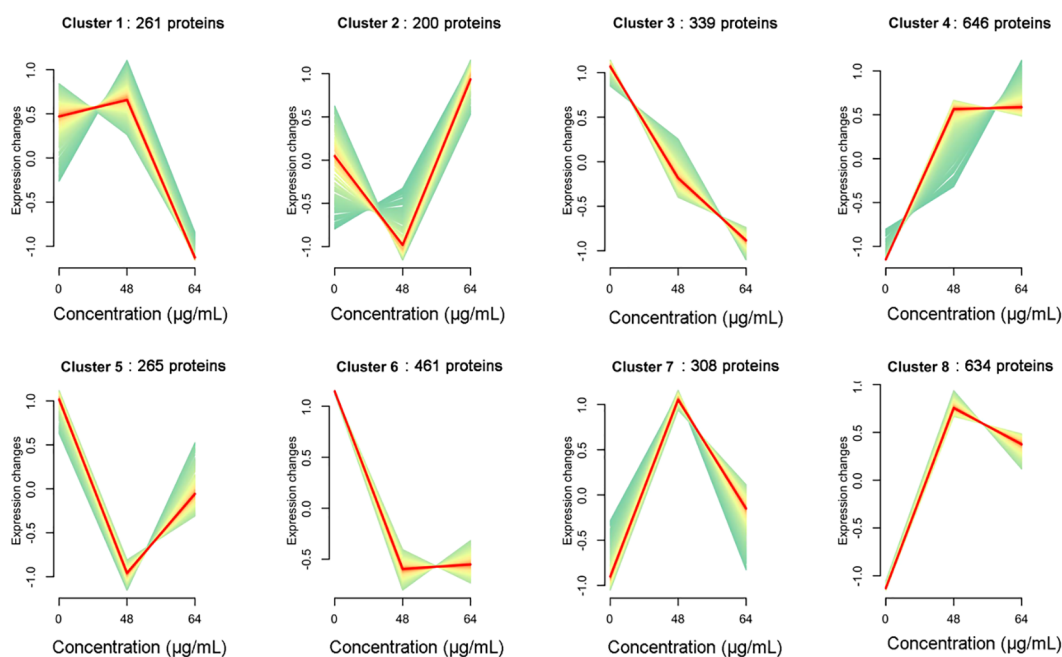 Cluster 1 : 261 proteins
Expression changes
1.0
0.5
0.0
-0.5
-1.0
0
48
64
Concentration (µg/mL)
Cluster 2 : 200 proteins
Expression changes
1.0
0.5
0.0
-0.5
-1.0
0
48
64
Concentration (µg/mL)
Cluster 3 : 339 proteins
Expression changes
1.0
0.5
0.0
-0.5
-1.0
0
48
64
Concentration (µg/mL)
Cluster 4 : 646 proteins
Expression changes
1.0
0.5
0.0
-0.5
-1.0
0
48
64
Concentration (µg/mL)
Cluster 5 : 265 proteins
Expression changes
1.0
0.5
0.0
-0.5
-1.0
0
48
64
Concentration (µg/mL)
Cluster 6 : 461 proteins
Expression changes
1.0
0.5
0.0
-0.5
0
48
64
Concentration (µg/mL)
Cluster 7 : 308 proteins
Expression changes
1.0
0.5
0.0
-0.5
-1.0
0
48
64
Concentration (µg/mL)
Cluster 8 : 634 proteins
Expression changes
1.0
0.5
0.0
-0.5
-1.0
0
48
64
Concentration (µg/mL)